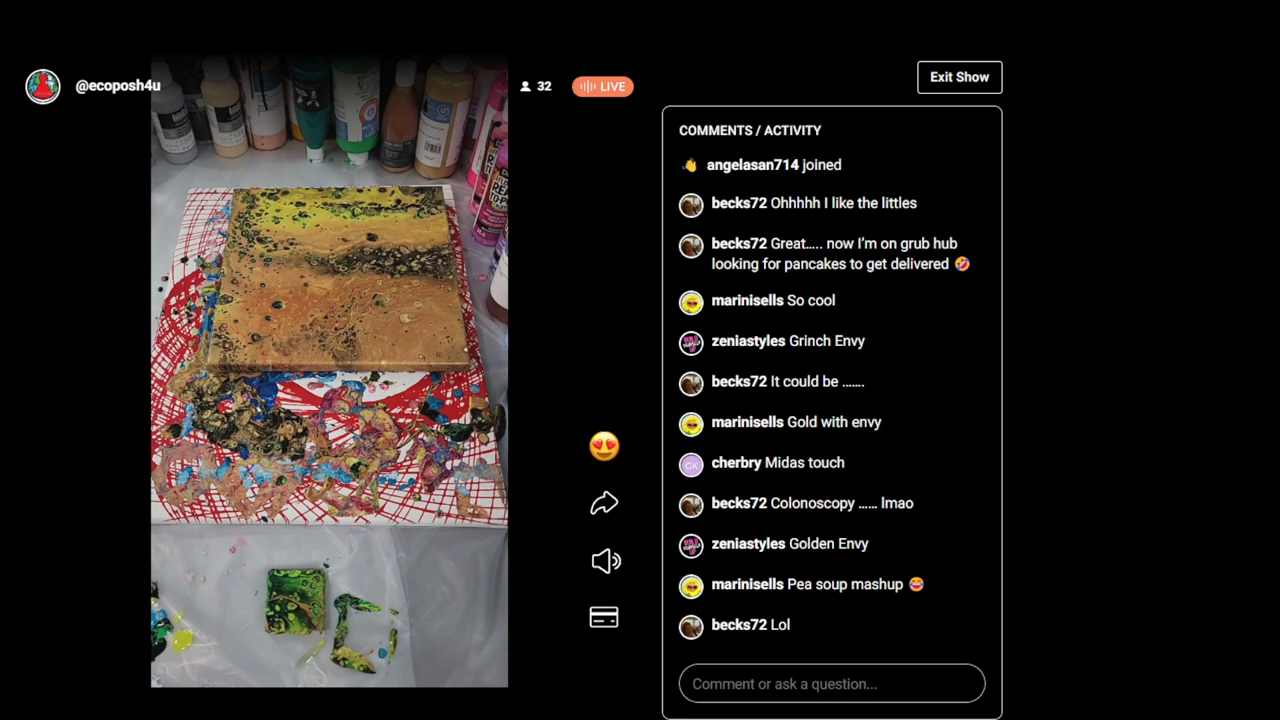 @ecoposh4u
32
LIVE
Exit Show
COMMENTS / ACTIVITY
angelasan714 joined
becks72 Ohhhhh I like the littles
becks72 Great..... now I'm on grub hub
looking for pancakes to get delivered 🤣
marinisells So cool
zeniastyles Grinch Envy
becks72 It could be .......
marinisells Gold with envy
CK
cherbry Midas touch
becks72 Colonoscopy ...... lmao
zeniastyles Golden Envy
marinisells Pea soup mashup 😂
becks72 Lol
Comment or ask a question...